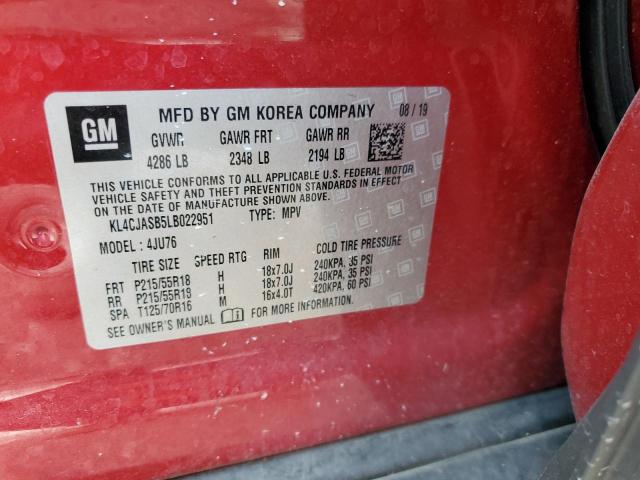 GM
MFD BY GM KOREA COMPANY 08 / 19
GVWR GAWR FRT GAWR RR
4286 LB 2348 LB 2194 LB
THIS VEHICLE CONFORMS TO ALL APPLICABLE U.S. FEDERAL MOTOR
VEHICLE SAFETY AND THEFT PREVENTION STANDARDS IN EFFECT
ON THE DATE OF MANUFACTURE SHOWN ABOVE.
KL4CJASB5LB022951 TYPE: MPV
MODEL: 4JU76
TIRE SIZE SPEED RTG RIM COLD TIRE PRESSURE
FRT P215/55R18 H 18x7.0J 240KPA, 35 PSI
RR P215/55R18 H 18x7.0J 240KPA, 35 PSI
SPA T125/70R16 M 16x4.0T 420KPA, 60 PSI
SEE OWNER'S MANUAL FOR MORE INFORMATION.